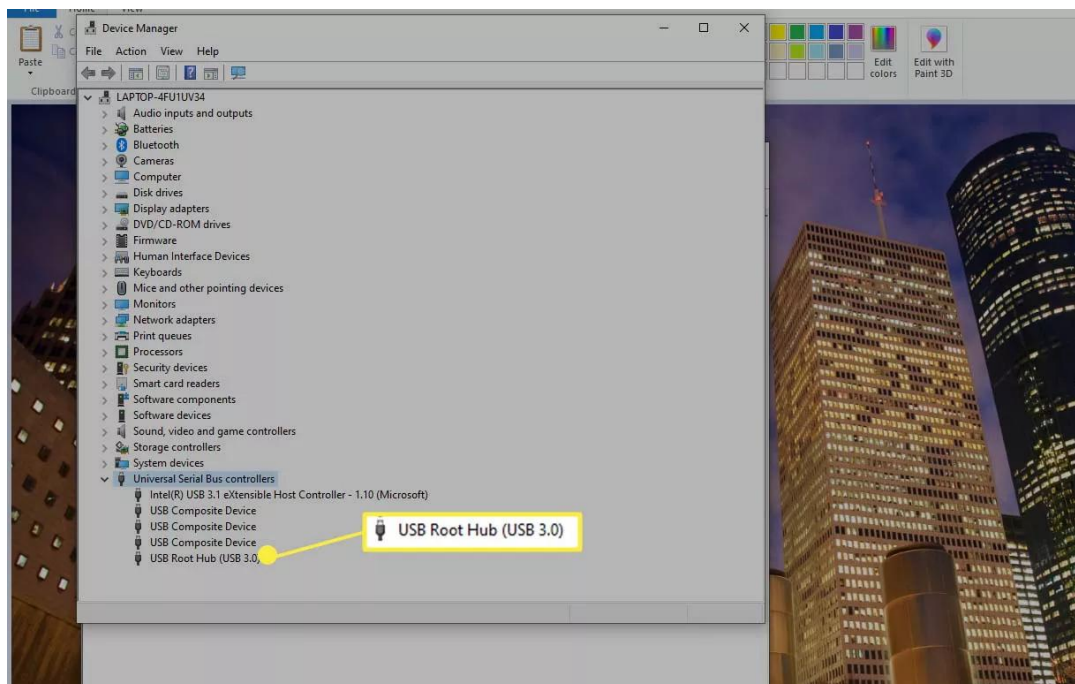 File Home View
Paste
Clipboard
Edit colors
Edit with Paint 3D
Device Manager
File Action View Help
LAPTOP-4FU1UV34
Audio inputs and outputs
Batteries
Bluetooth
Cameras
Computer
Disk drives
Display adapters
DVD/CD-ROM drives
Firmware
Human Interface Devices
Keyboards
Mice and other pointing devices
Monitors
Network adapters
Print queues
Processors
Security devices
Smart card readers
Software components
Software devices
Sound, video and game controllers
Storage controllers
System devices
Universal Serial Bus controllers
Intel(R) USB 3.1 eXtensible Host Controller - 1.10 (Microsoft)
USB Composite Device
USB Composite Device
USB Composite Device
USB Root Hub (USB 3.0)
USB Root Hub (USB 3.0)